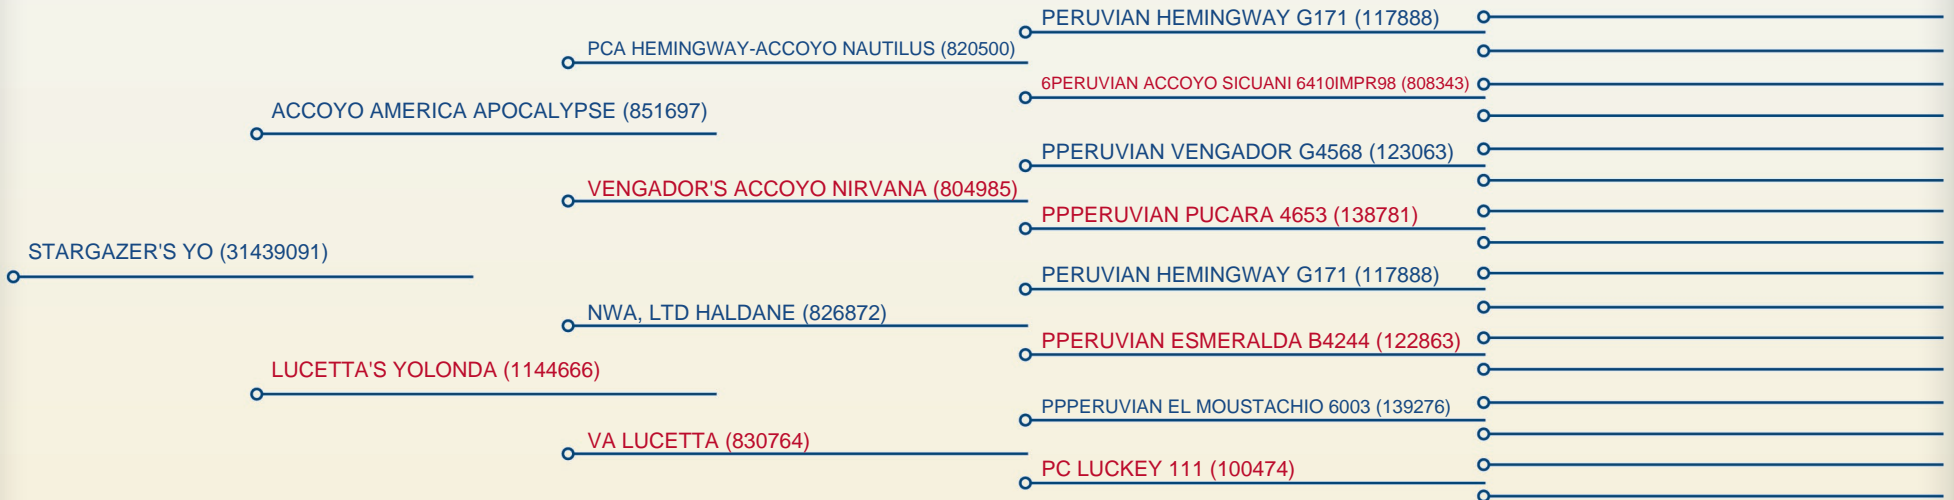 PERUVIAN HEMINGWAY G171 (117888)
PCA HEMINGWAY-ACCOYO NAUTILUS (820500)
6PERUVIAN ACCOYO SICUANI 6410IMPR98 (808343)
ACCOYO AMERICA APOCALYPSE (851697)
PPERUVIAN VENGADOR G4568 (123063)
VENGADOR'S ACCOYO NIRVANA (804985)
PPPERUVIAN PUCARA 4653 (138781)
STARGAZER'S YO (31439091)
PERUVIAN HEMINGWAY G171 (117888)
NWA, LTD HALDANE (826872)
PPERUVIAN ESMERALDA B4244 (122863)
LUCETTA'S YOLONDA (1144666)
PPPERUVIAN EL MOUSTACHIO 6003 (139276)
VA LUCETTA (830764)
PC LUCKEY 111 (100474)